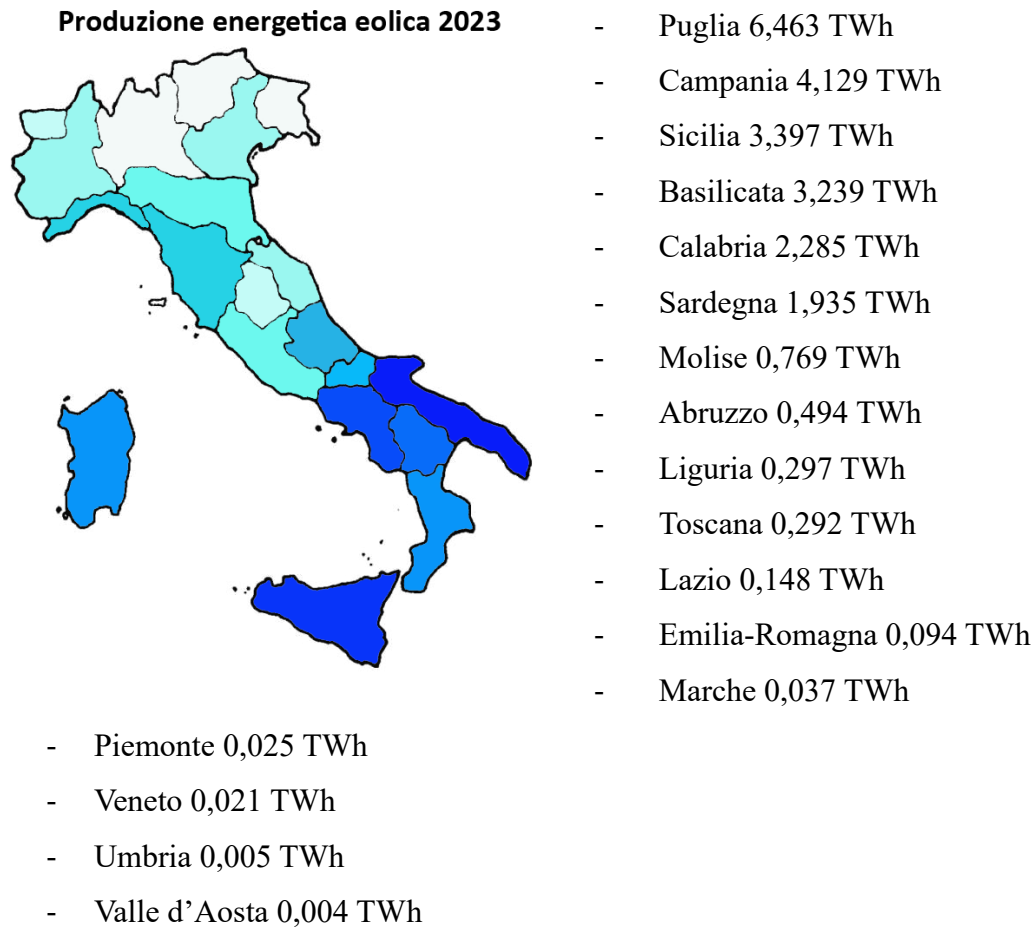 Produzione energetica eolica 2023
- Puglia 6,463 TWh
- Campania 4,129 TWh
- Sicilia 3,397 TWh
- Basilicata 3,239 TWh
- Calabria 2,285 TWh
- Sardegna 1,935 TWh
- Molise 0,769 TWh
- Abruzzo 0,494 TWh
- Liguria 0,297 TWh
- Toscana 0,292 TWh
- Lazio 0,148 TWh
- Emilia-Romagna 0,094 TWh
- Marche 0,037 TWh
- Piemonte 0,025 TWh
- Veneto 0,021 TWh
- Umbria 0,005 TWh
- Valle d’Aosta 0,004 TWh